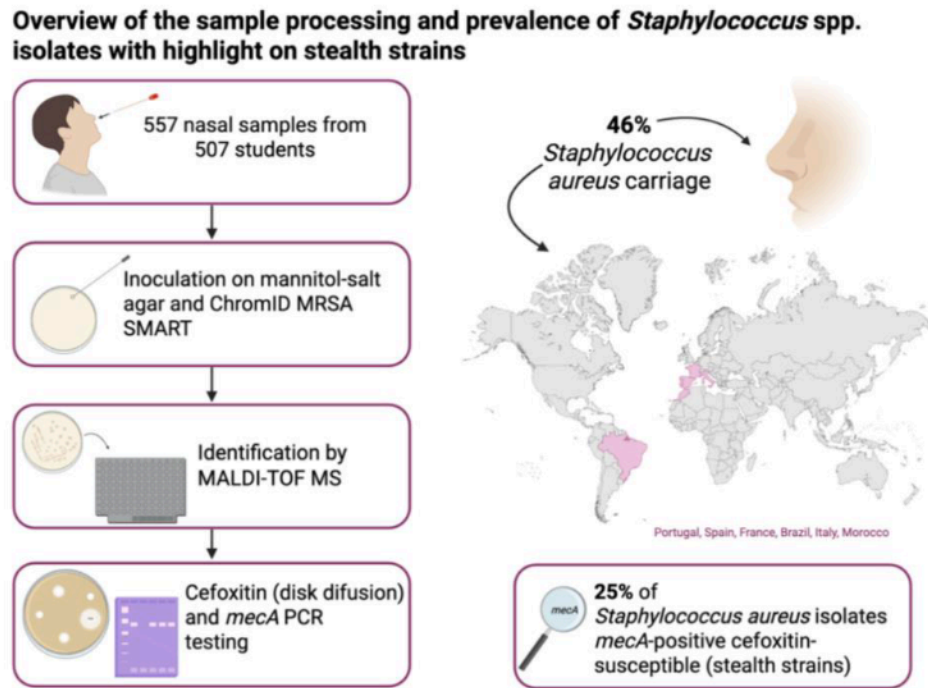 Overview of the sample processing and prevalence of Staphylococcus spp.
isolates with highlight on stealth strains
557 nasal samples from
507 students
Inoculation on mannitol-salt
agar and ChromID MRSA
SMART
Identification by
MALDI-TOF MS
Cefoxitin (disk difusion)
and mecA PCR
testing
46%
Staphylococcus
aureus carriage
Portugal, Spain, France, Brazil, Italy, Morocco
mecA
25% of
Staphylococcus aureus isolates
mecA-positive cefoxitin-
susceptible (stealth strains)